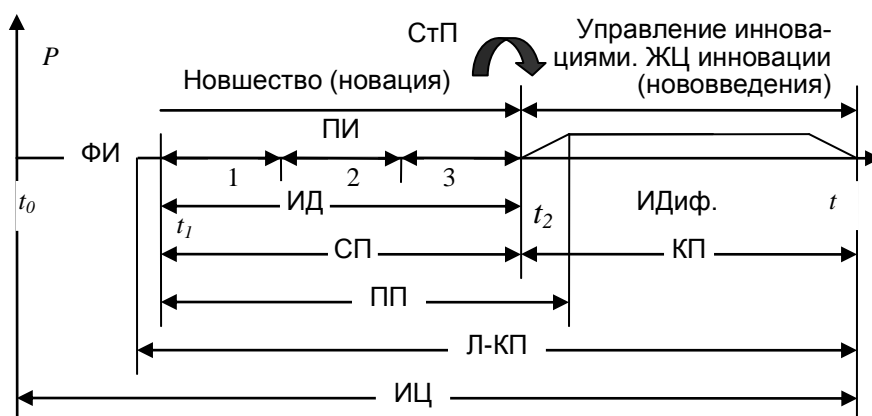 СтП
Управление иннова-
циями. ЖЦ инновации
(нововведения)
P
Новшество (новация)
ПИ
ФИ
1 2 3
t0 t1 ИД t2 ИДиф. t
СП КП
ПП
Л-КП
ИЦ